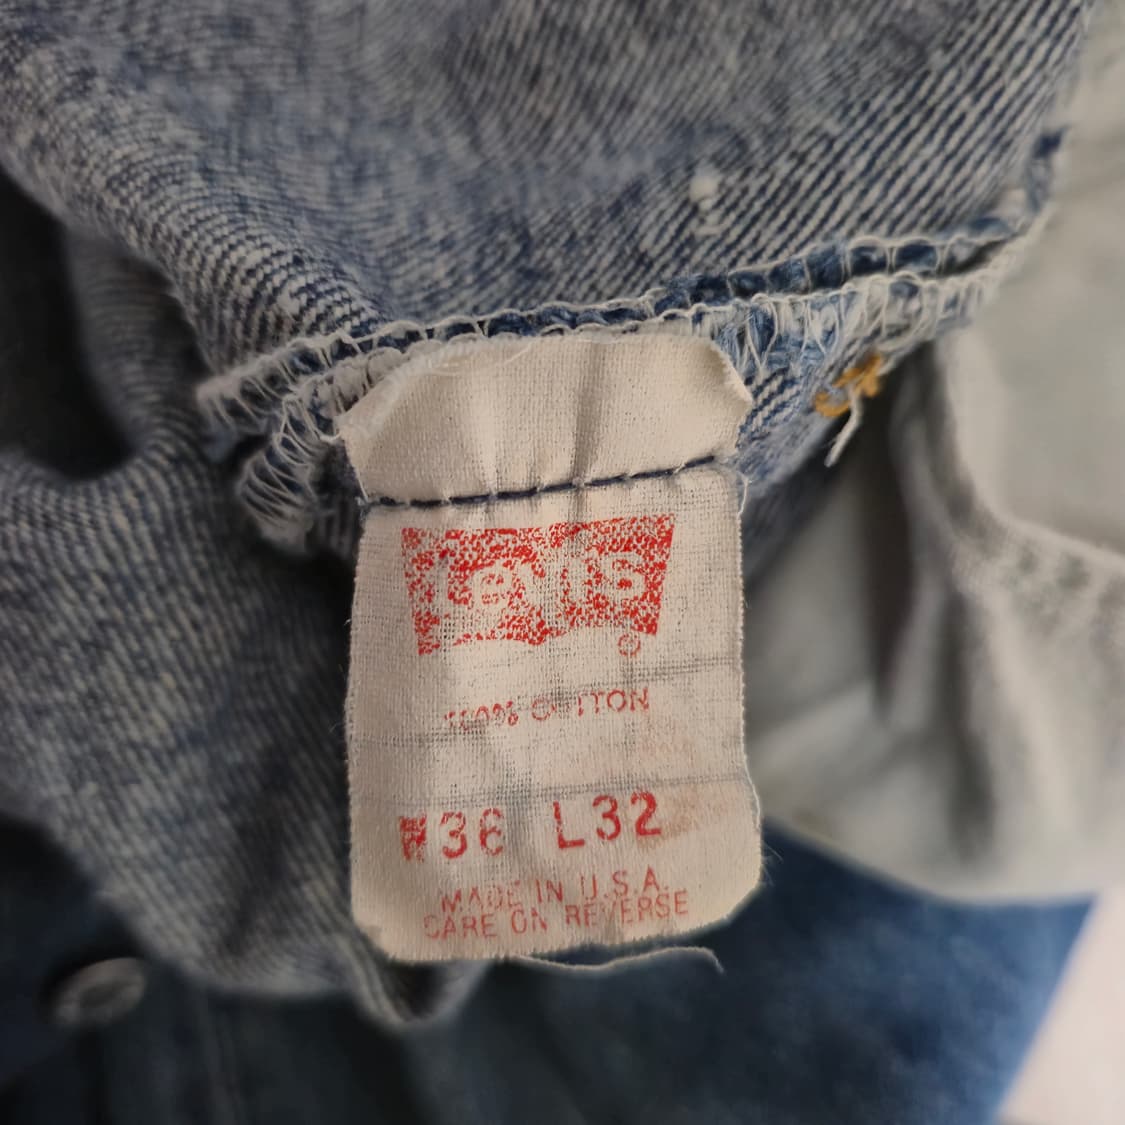 Levi's
®
100% COTTON
W36 L32
MADE IN U.S.A.
CARE ON REVERSE